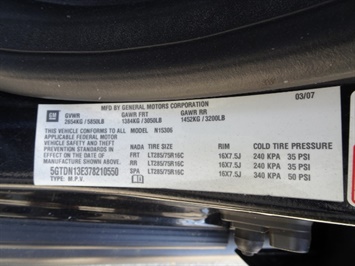 03/07
GM
MFD BY GENERAL MOTORS CORPORATION
GVWR GAWR FRT GAWR RR
2654KG / 5850LB 1384KG / 3050LB 1452KG / 3200LB
THIS VEHICLE CONFORMS TO ALL MODEL: N15306
APPLICABLE FEDERAL MOTOR
VEHICLE SAFETY AND THEFT
PREVENTION STANDARDS IN
EFFECT ON THE DATE OF
MANUFACTURE SHOWN ABOVE.
5GTDN13E378210550
TYPE: M.P.V.
NADA TIRE SIZE RIM COLD TIRE PRESSURE
FRT LT285/75R16C 16X7.5J 240 KPA 35 PSI
RR LT285/75R16C 16X7.5J 240 KPA 35 PSI
SPA LT285/75R16C 16X7.5J 340 KPA 50 PSI